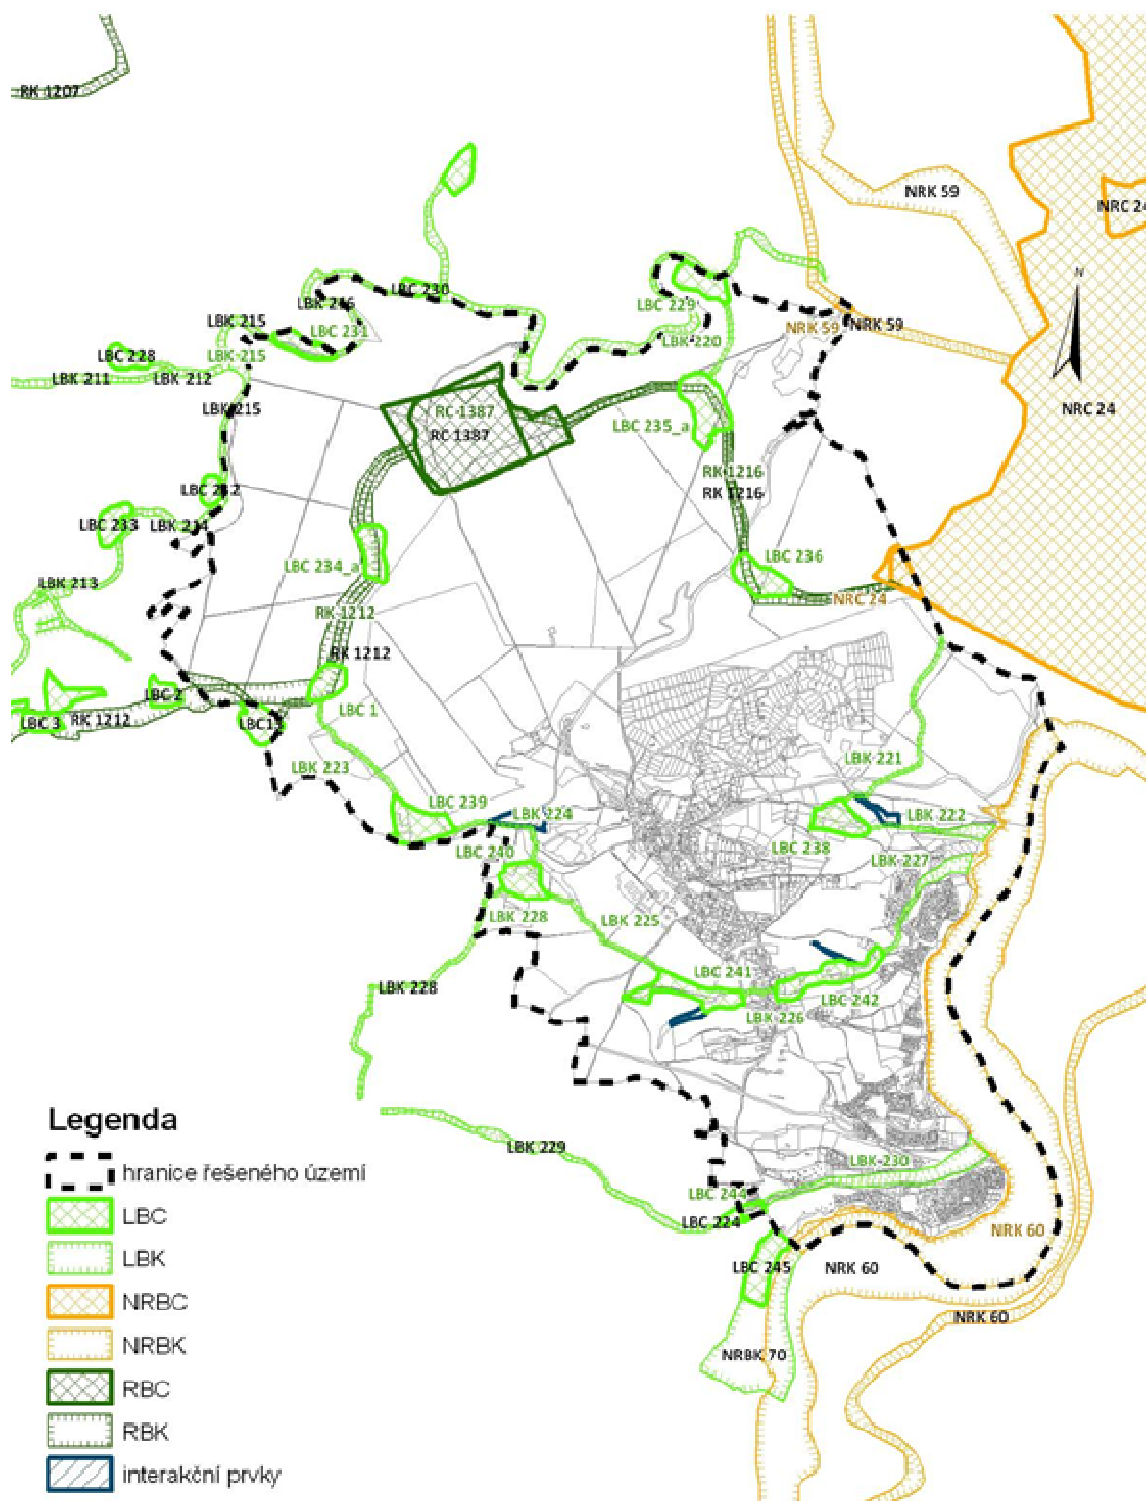 RK 1207
NRK 59
NRC 24
N
LBC 230
LBK 216
LBC 229
LBK 215
LBC 231
NRK 59
NRK 59
LBK 220
LBC 228
LBK 215
LBK 211
LBK 212
LBK 215
NRC 24
RC 1387
RC 1387
LBC 235_a
RK 1216
RK 1216
LBC 233
LBK 214
LBC 234_a
LBC 236
LBK 213
NRC 24
RK 1212
RK 1212
LBC 2
LBC 1
LBC 3
RK 1212
LBK 223
LBK 221
LBC 239
LBK 224
LBK 222
LBC 240
LBC 238
LBK 227
LBK 228
LBK 225
LBC 241
LBK 228
LBC 242
LBK 226
LBK 229
LBK 230
LBC 244
LBC 224
NRK 60
LBC 245
NRK 60
NRK 60
NRBK 70
Legenda
hranice řešeného území
LBC
LBK
NRBC
NRBK
RBC
RBK
interakční prvky